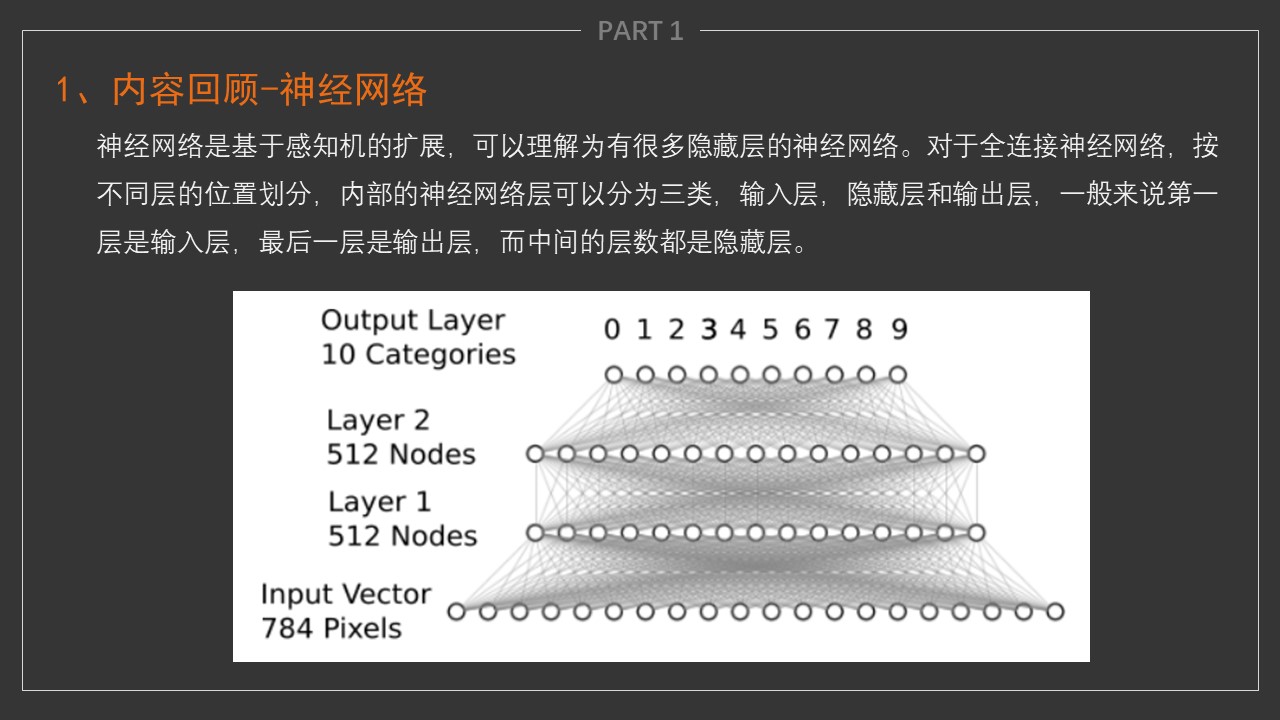 PART 1
1、内容回顾-神经网络
神经网络是基于感知机的扩展，可以理解为有很多隐藏层的神经网络。对于全连接神经网络，按
不同层的位置划分，内部的神经网络层可以分为三类，输入层，隐藏层和输出层，一般来说第一
层是输入层，最后一层是输出层，而中间的层数都是隐藏层。
Output Layer
10 Categories
0 1 2 3 4 5 6 7 8 9
Layer 2
512 Nodes
Layer 1
512 Nodes
Input Vector
784 Pixels